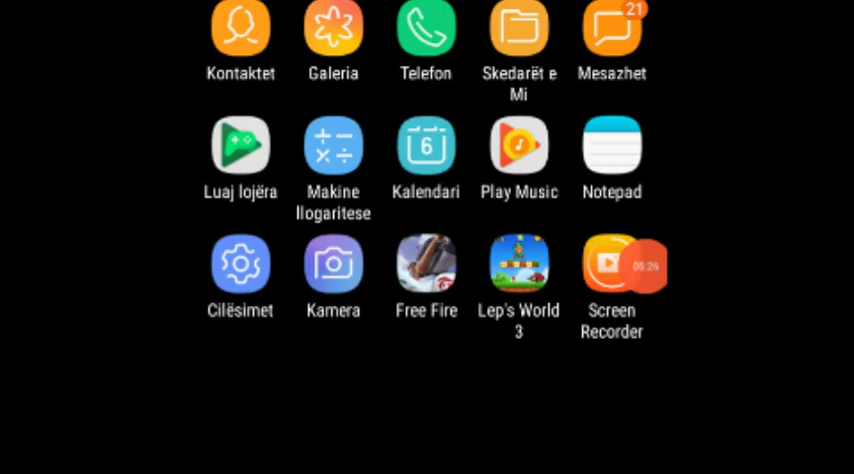 21
Kontaktet
Galeria
Telefon
Skedarët e
Mi
Mesazhet
6
Luaj lojëra
Makine
llogaritese
Kalendari
Play Music
Notepad
05:26
Cilësimet
Kamera
Free Fire
Lep's World
3
Screen
Recorder